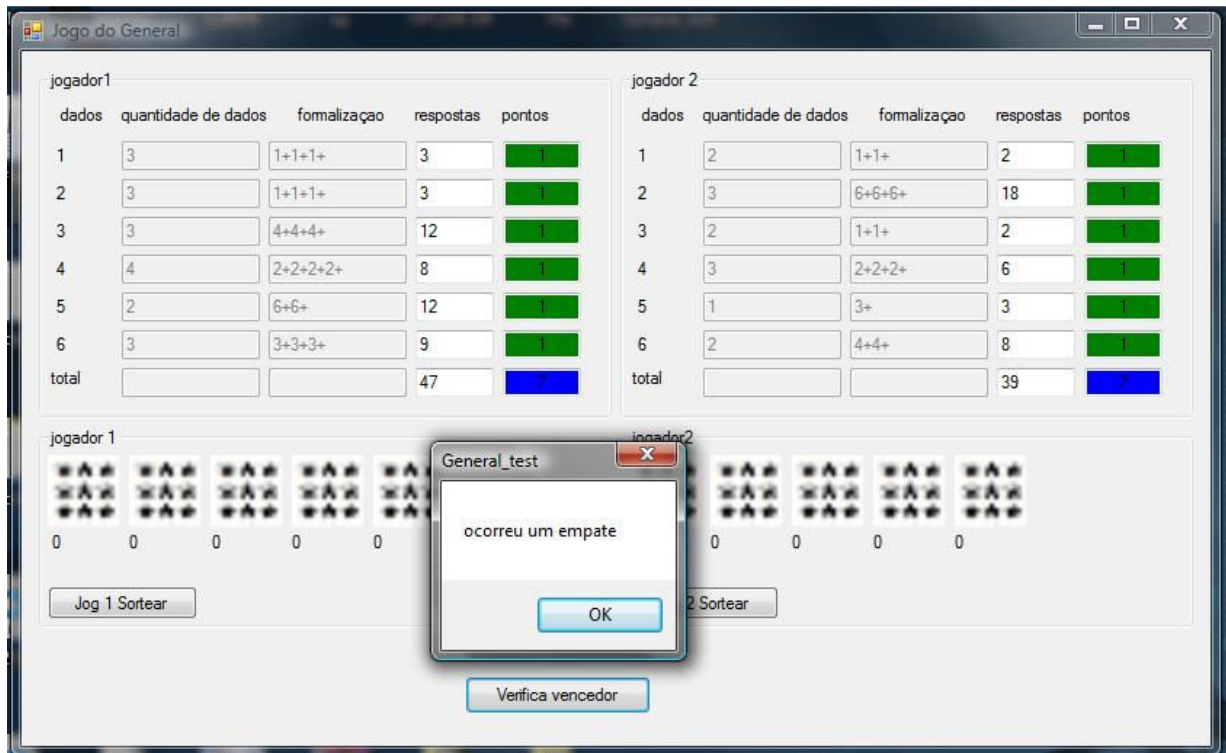 Jogo do General
jogador1
dados quantidade de dados formalizaçao respostas pontos
1 3 1+1+1+ 3 1
2 3 1+1+1+ 3 1
3 3 4+4+4+ 12 1
4 4 2+2+2+2+ 8 1
5 2 6+6+ 12 1
6 3 3+3+3+ 9 1
total 47 7
jogador 2
dados quantidade de dados formalizaçao respostas pontos
1 2 1+1+ 2 1
2 3 6+6+6+ 18 1
3 2 1+1+ 2 1
4 3 2+2+2+ 6 1
5 1 3+ 3 1
6 2 4+4+ 8 1
total 39 7
jogador 1
0 0 0 0 0
Jog 1 Sortear
jogador2
0 0 0 0
2 Sortear
General_test
ocorreu um empate
OK
Verifica vencedor